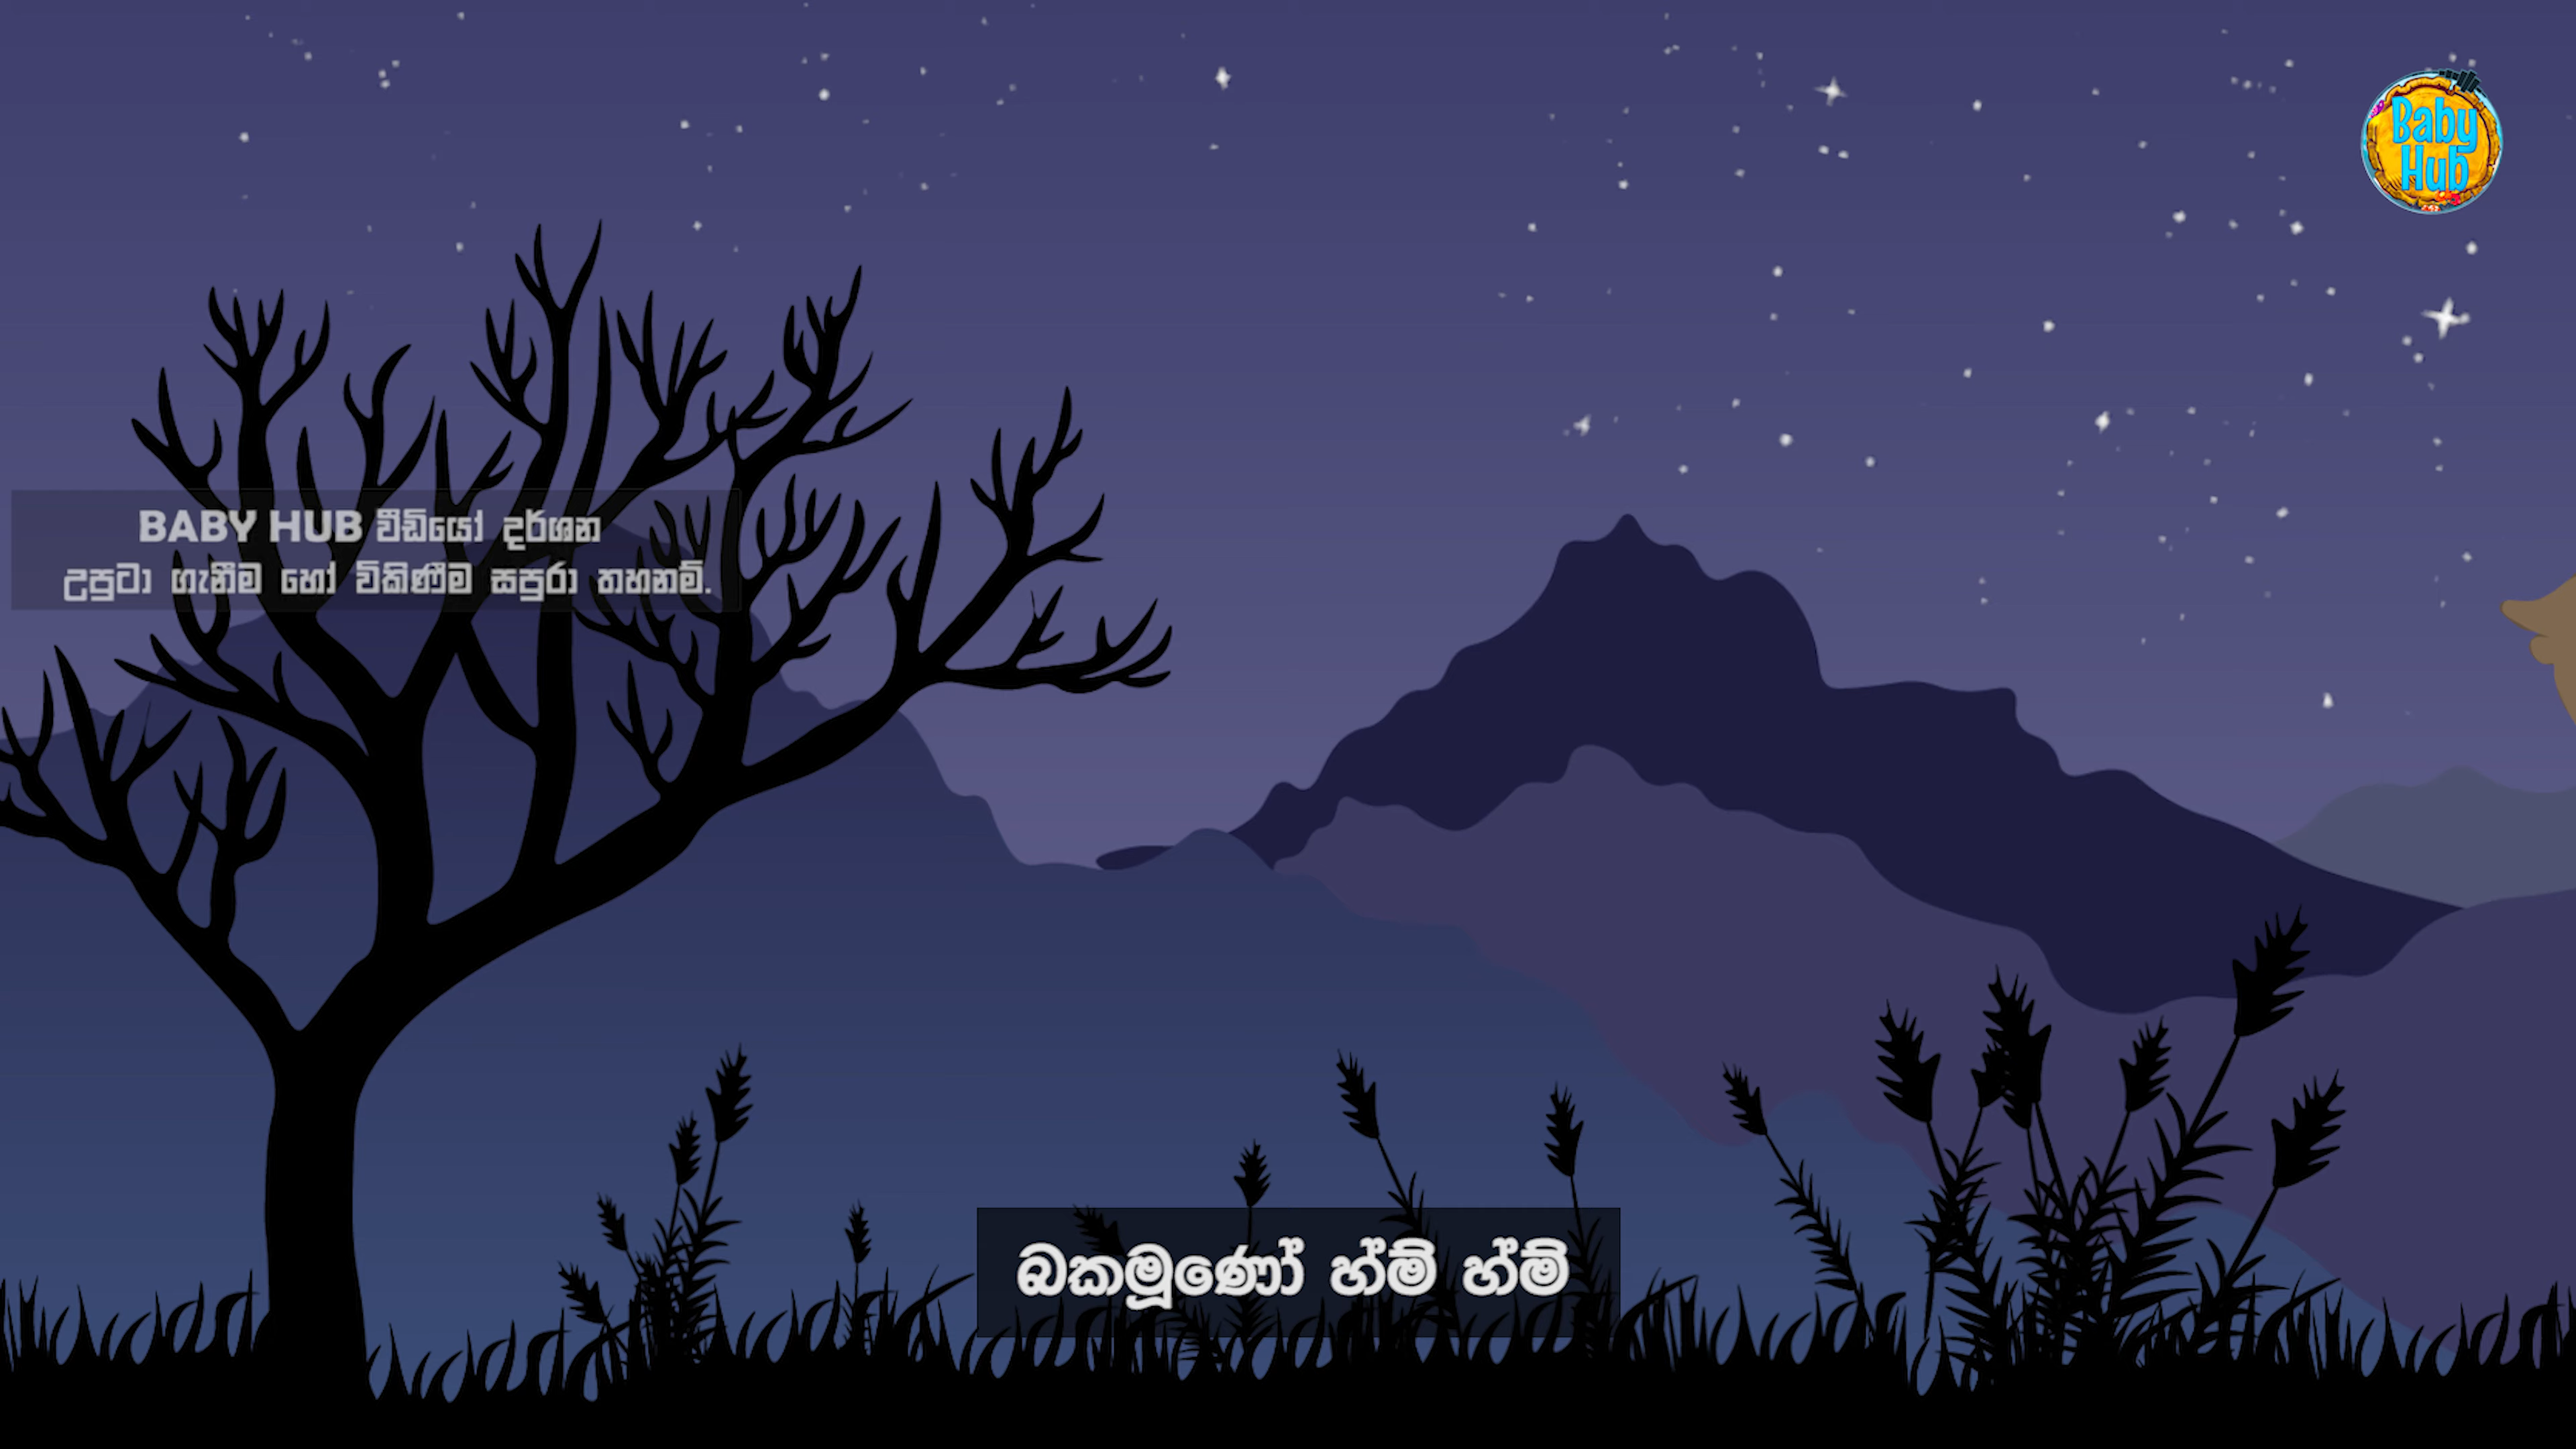 Baby
Hub
BABY HUB වීඩියෝ දර්ශන
උපුටා ගැනීම හෝ විකිණීම සපුරා තහනම්.
බකමූණෝ හ්ම් හ්ම්